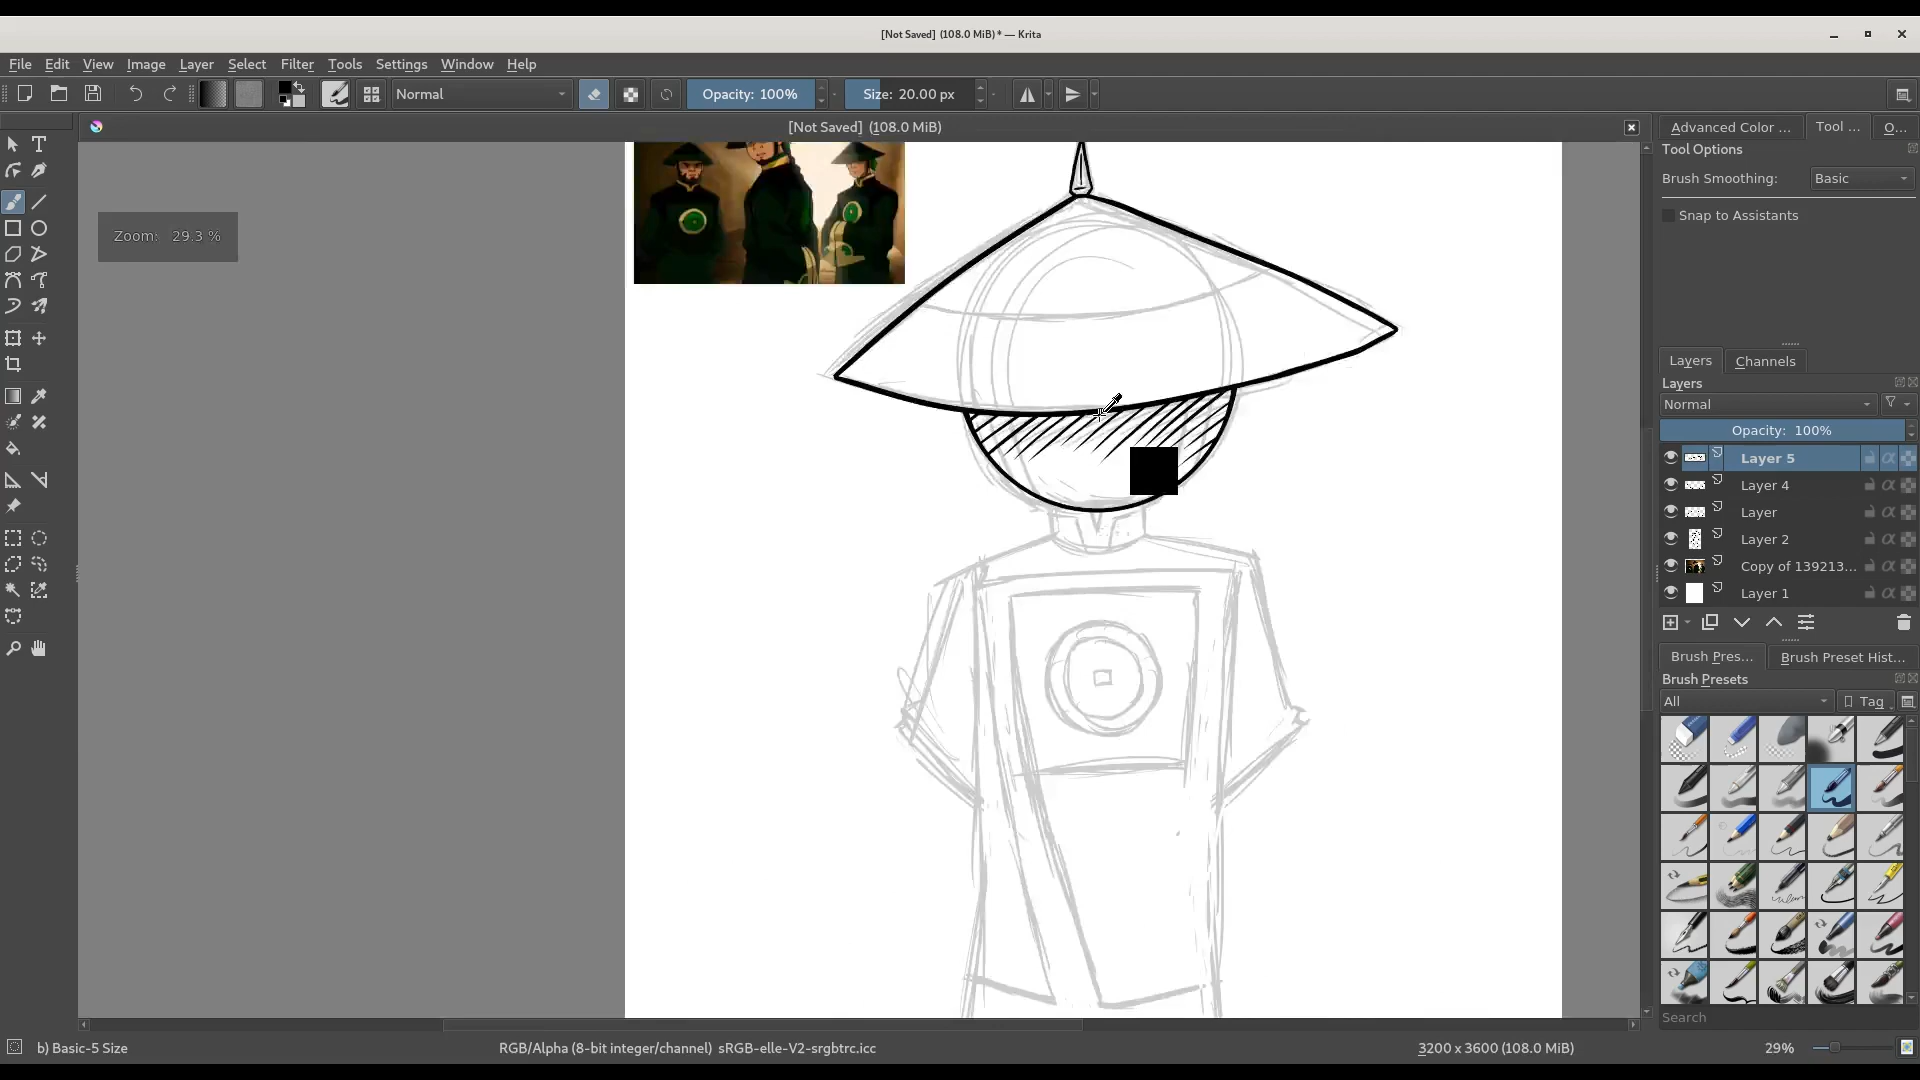 [Not Saved]  (108.0 MiB) * — Krita
File Edit View Image Layer Select Filter Tools Settings Window Help
Normal
Opacity: 100%
Size: 20.00 px
[Not Saved]  (108.0 MiB)
Advanced Color ...
Tool ...
O...
Tool Options
Brush Smoothing:
Basic
Snap to Assistants
Zoom:   29.3 %
Layers
Channels
Layers
Normal
Opacity:  100%
Layer 5
Layer 4
Layer
Layer 2
Copy of 139213...
Layer 1
Brush Pres...
Brush Preset Hist...
Brush Presets
All
Tag
Search
b) Basic-5 Size
RGB/Alpha (8-bit integer/channel)  sRGB-elle-V2-srgbtrc.icc
3200 x 3600 (108.0 MiB)
29%